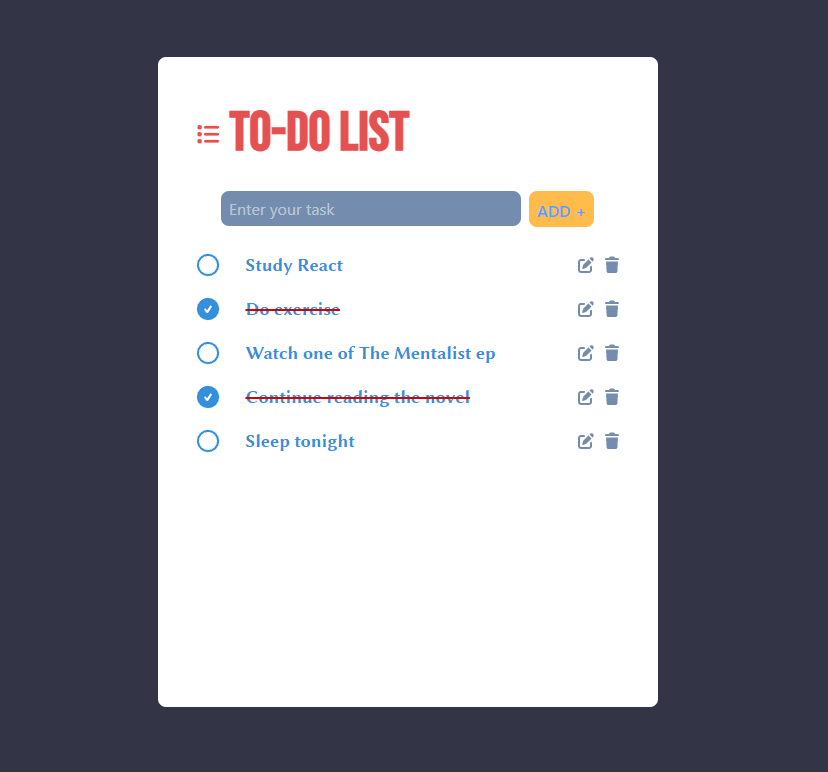 TO-DO LIST
Enter your task
ADD +
Study React
Do exercise
Watch one of The Mentalist ep
Continue reading the novel
Sleep tonight